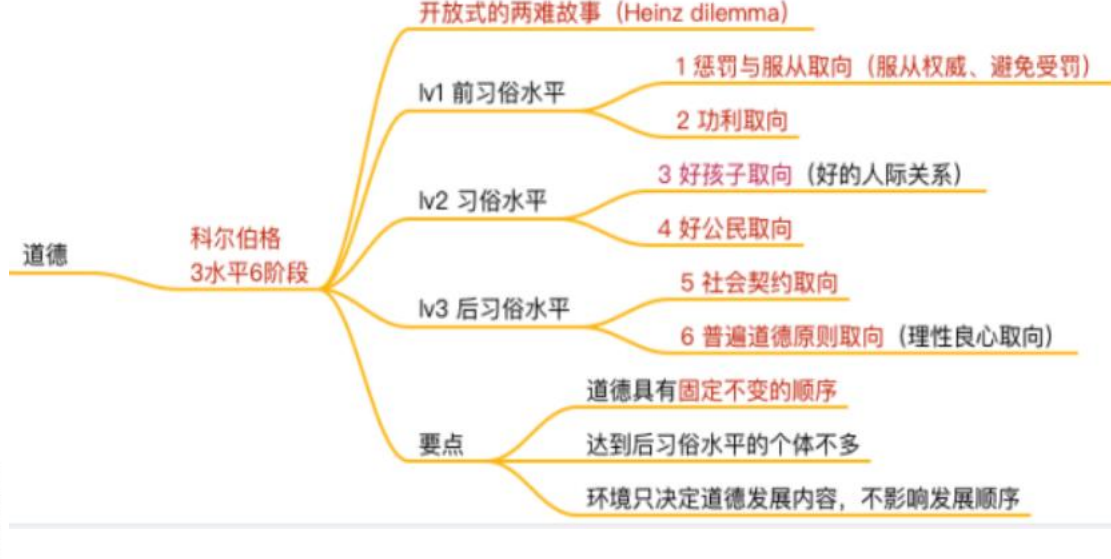 开放式的两难故事（Heinz dilemma）
道德
科尔伯格
3水平6阶段
lv1 前习俗水平
1 惩罚与服从取向（服从权威、避免受罚）
2 功利取向
lv2 习俗水平
3 好孩子取向（好的人际关系）
4 好公民取向
lv3 后习俗水平
5 社会契约取向
6 普遍道德原则取向（理性良心取向）
要点
道德具有固定不变的顺序
达到后习俗水平的个体不多
环境只决定道德发展内容，不影响发展顺序